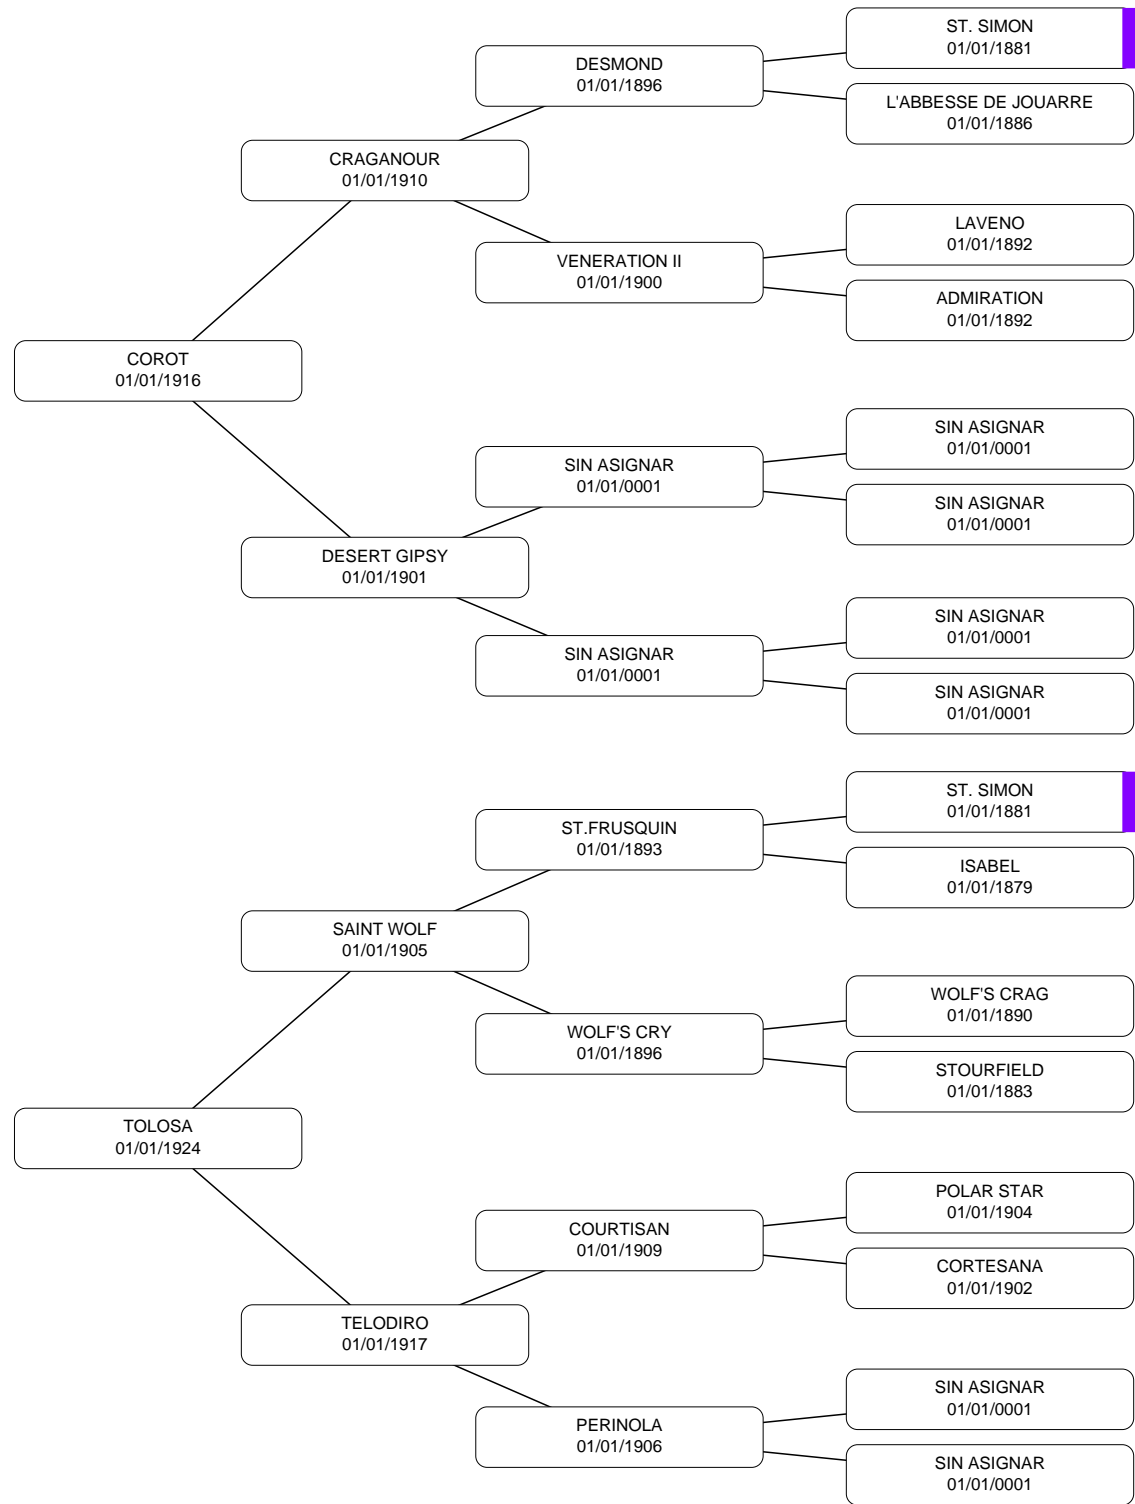 ST. SIMON
01/01/1881
DESMOND
01/01/1896
L'ABBESSE DE JOUARRE
01/01/1886
CRAGANOUR
01/01/1910
LAVENO
01/01/1892
VENERATION II
01/01/1900
ADMIRATION
01/01/1892
COROT
01/01/1916
SIN ASIGNAR
01/01/0001
SIN ASIGNAR
01/01/0001
SIN ASIGNAR
01/01/0001
DESERT GIPSY
01/01/1901
SIN ASIGNAR
01/01/0001
SIN ASIGNAR
01/01/0001
SIN ASIGNAR
01/01/0001
ST. SIMON
01/01/1881
ST.FRUSQUIN
01/01/1893
ISABEL
01/01/1879
SAINT WOLF
01/01/1905
WOLF'S CRAG
01/01/1890
WOLF'S CRY
01/01/1896
STOURFIELD
01/01/1883
TOLOSA
01/01/1924
POLAR STAR
01/01/1904
COURTISAN
01/01/1909
CORTESANA
01/01/1902
TELODIRO
01/01/1917
SIN ASIGNAR
01/01/0001
PERINOLA
01/01/1906
SIN ASIGNAR
01/01/0001